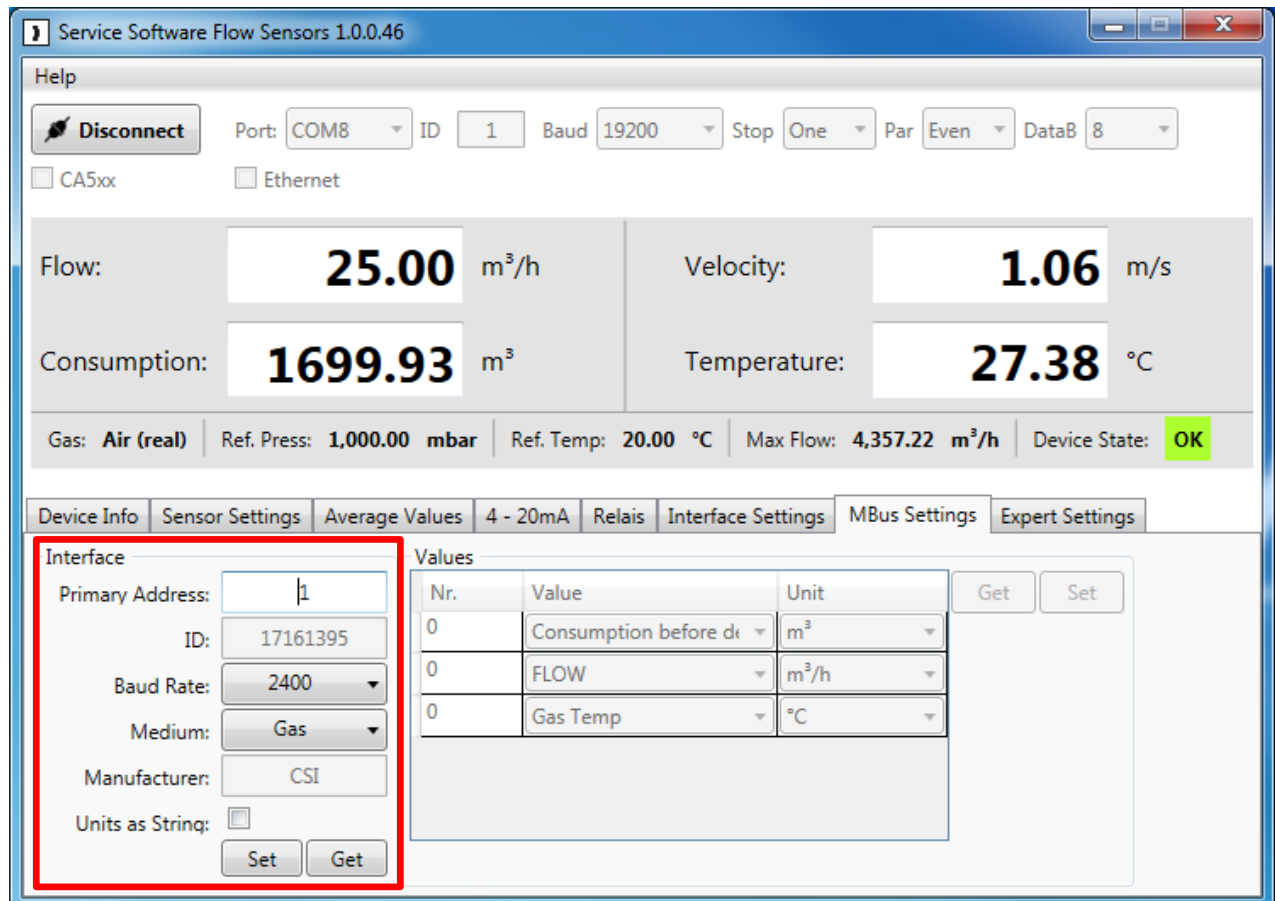 Service Software Flow Sensors 1.0.0.46
Help
Disconnect Port: COM8 ID 1 Baud 19200 Stop One Par Even DataB 8
CA5xx Ethernet
Flow: 25.00 m³/h Velocity: 1.06 m/s
Consumption: 1699.93 m³ Temperature: 27.38 °C
Gas: Air (real) Ref. Press: 1,000.00 mbar Ref. Temp: 20.00 °C Max Flow: 4,357.22 m³/h Device State: OK
Device Info Sensor Settings Average Values 4 - 20mA Relais Interface Settings MBus Settings Expert Settings
Interface
Primary Address: 1
ID: 17161395
Baud Rate: 2400
Medium: Gas
Manufacturer: CSI
Units as String:
Set Get
Values
Nr. Value Unit Get Set
0 Consumption before de m³
0 FLOW m³/h
0 Gas Temp °C